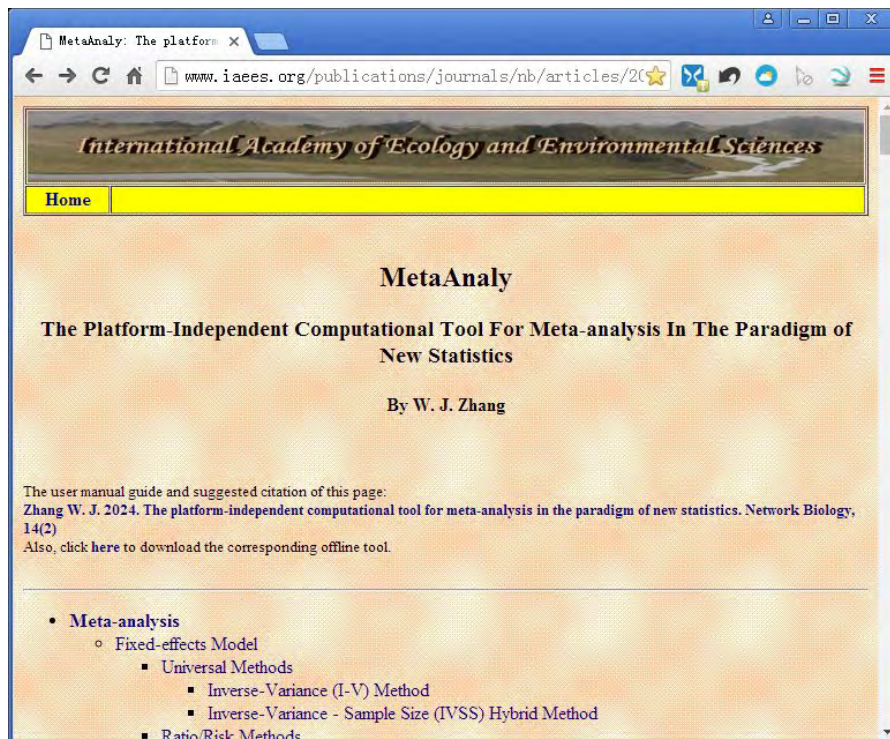 MetaAnaly: The platform
www.iaees.org/publications/journals/nb/articles/20
International Academy of Ecology and Environmental Sciences
Home
MetaAnaly
The Platform-Independent Computational Tool For Meta-analysis In The Paradigm of
New Statistics
By W. J. Zhang
The user manual guide and suggested citation of this page:
Zhang W. J. 2024. The platform-independent computational tool for meta-analysis in the paradigm of new statistics. Network Biology,
14(2)
Also, click here to download the corresponding offline tool.
Meta-analysis
Fixed-effects Model
Universal Methods
Inverse-Variance (I-V) Method
Inverse-Variance - Sample Size (IVSS) Hybrid Method
Ratio/Risk Methods